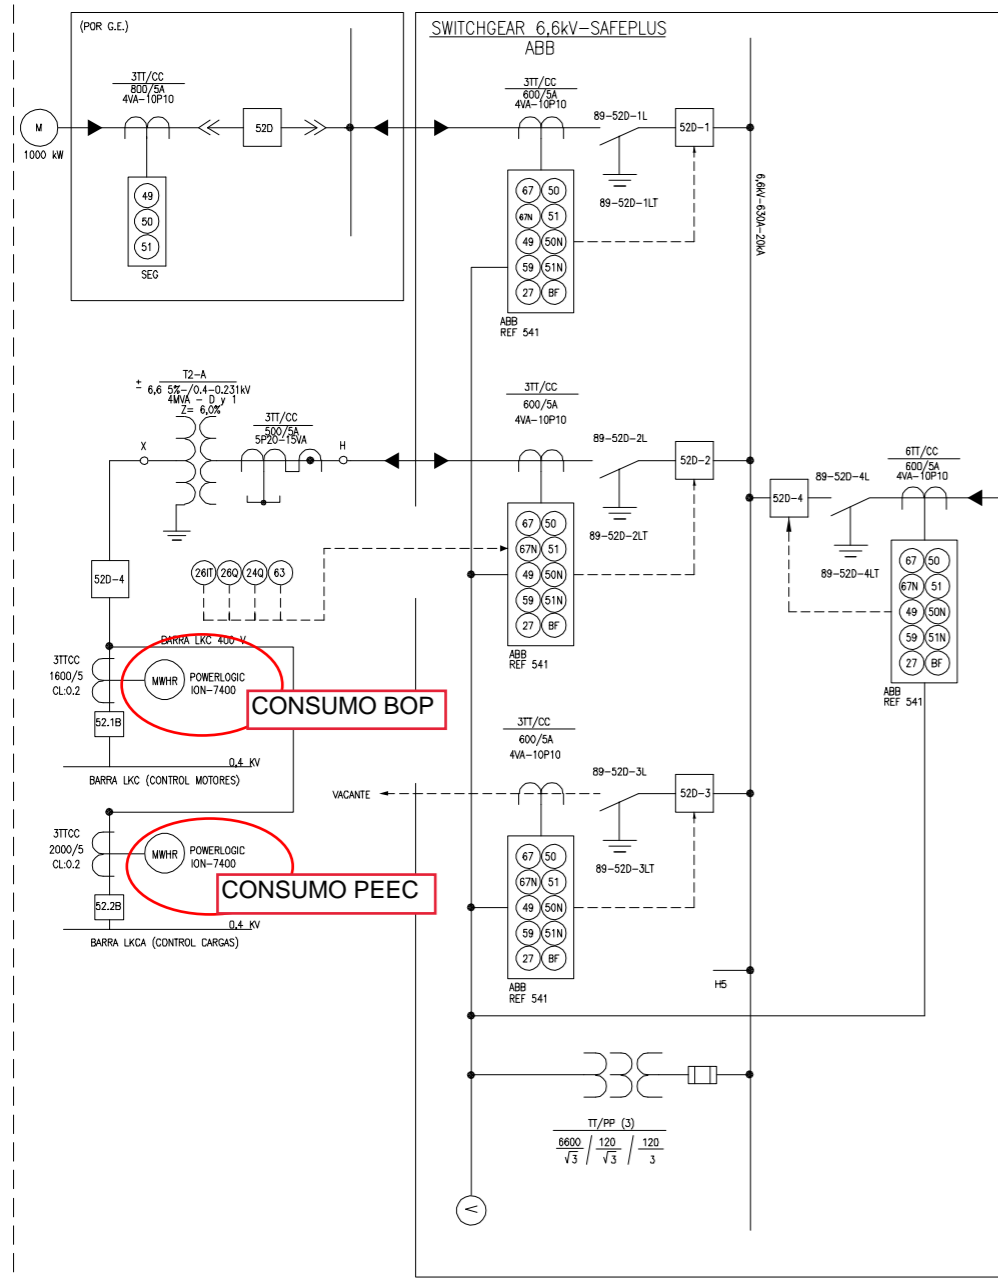 (POR G.E.)
3TT/CC
800/5A
4VA-10P10
M
1000 kW
52D
49
50
51
SEG
SWITCHGEAR 6,6kV-SAFEPLUS
ABB
3TT/CC
600/5A
4VA-10P10
89-52D-1L
52D-1
89-52D-1LT
67 50
67N 51
49 50N
59 51N
27 BF
ABB
REF 541
6,6kV-630A-20kA
T2-A
± 6,6 5%-/0.4-0.231kV
4MVA - D y 1
Z= 6,0%
X
3TT/CC
500/5A
5P20-15VA
H
3TT/CC
600/5A
4VA-10P10
89-52D-2L
52D-2
89-52D-2LT
67 50
67N 51
49 50N
59 51N
27 BF
ABB
REF 541
52D-4
89-52D-4L
6TT/CC
600/5A
4VA-10P10
89-52D-4LT
67 50
67N 51
49 50N
59 51N
27 BF
ABB
REF 541
52D-4
26IT 26Q 24Q 63
BARRA LKC 400 V
3TTCC
1600/5
CL:0.2
MWHR
POWERLOGIC
ION-7400
CONSUMO BOP
52.1B
0,4 KV
BARRA LKC (CONTROL MOTORES)
3TTCC
2000/5
CL:0.2
MWHR
POWERLOGIC
ION-7400
CONSUMO PEEC
52.2B
0,4 KV
BARRA LKCA (CONTROL CARGAS)
VACANTE
3TT/CC
600/5A
4VA-10P10
89-52D-3L
52D-3
89-52D-3LT
67 50
67N 51
49 50N
59 51N
27 BF
ABB
REF 541
H5
TT/PP (3)
6600/√3 / 120/√3 / 120/3
V